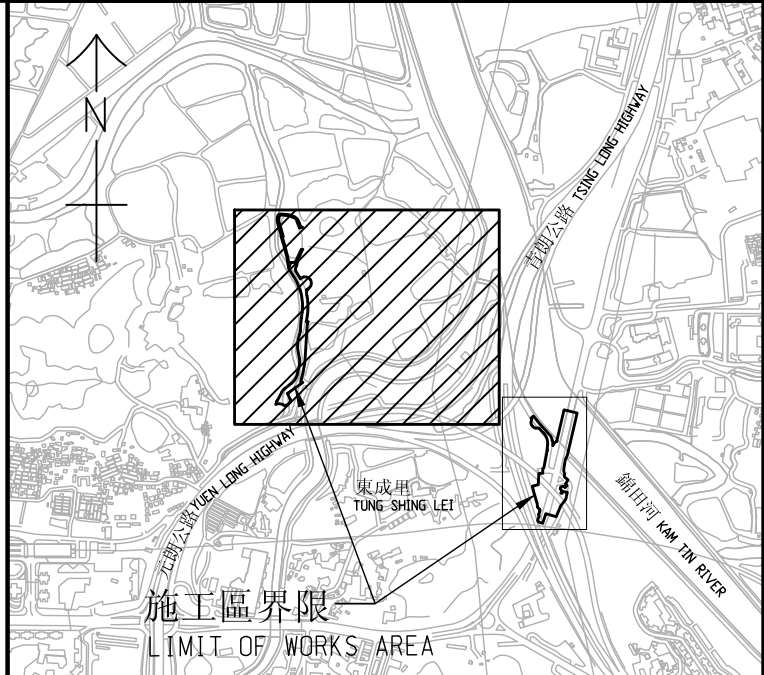 N
青朗公路 TSING LONG HIGHWAY
元朗公路 YUEN LONG HIGHWAY
東成里
TUNG SHING LEI
錦田河 KAM TIN RIVER
施工區界限
LIMIT OF WORKS AREA